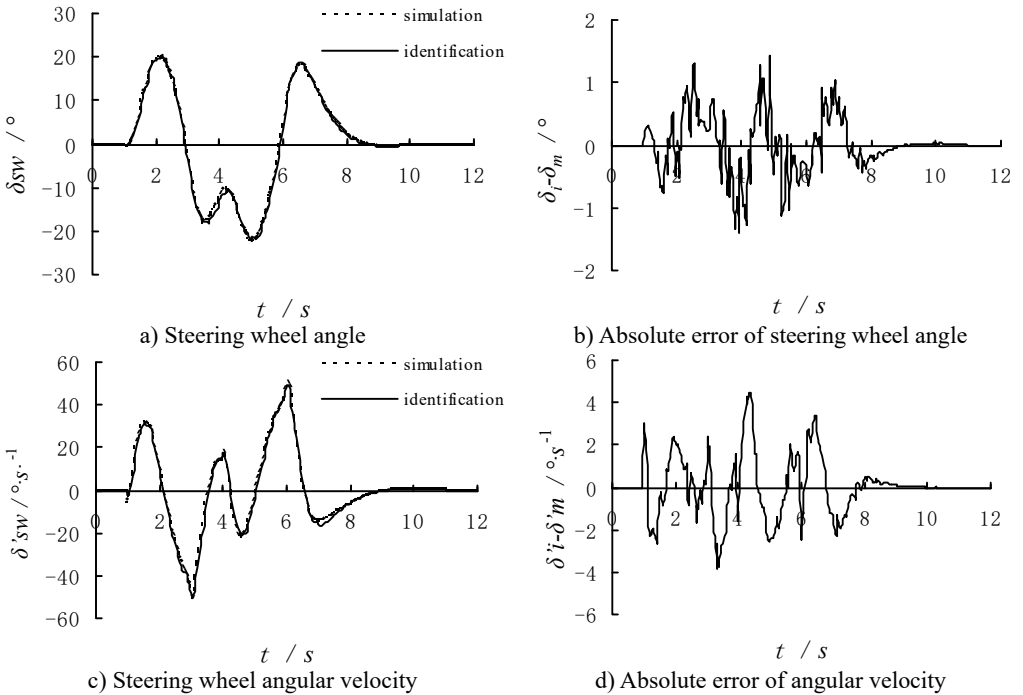 30
20
10
0
-10
-20
-30
0 2 4 6 8 10 12
δsw / °
simulation
identification
t / s
a) Steering wheel angle
2
1
0
-1
-2
0 2 4 6 8 10 12
δi-δm / °
t / s
b) Absolute error of steering wheel angle
60
40
20
0
-20
-40
-60
0 2 4 6 8 10 12
δ'sw / °·s·-1
simulation
identification
t / s
c) Steering wheel angular velocity
6
4
2
0
-2
-4
-6
0 2 4 6 8 10 12
δ'i-δ'm / °·s-1
t / s
d) Absolute error of angular velocity